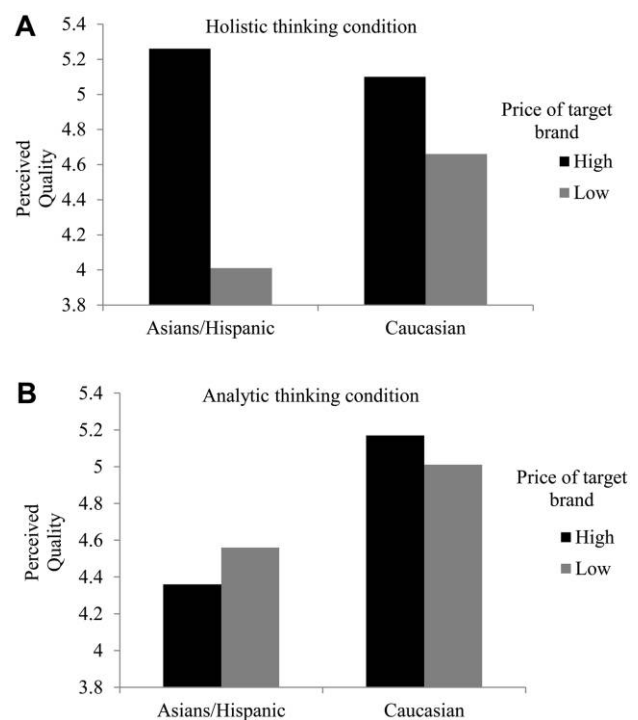 A
Holistic thinking condition
5.4
5.2
5
4.8
4.6
4.4
4.2
4
3.8
Perceived
Quality
Asians/Hispanic
Caucasian
Price of target
brand
High
Low
B
Analytic thinking condition
5.4
5.2
5
4.8
4.6
4.4
4.2
4
3.8
Perceived
Quality
Asians/Hispanic
Caucasian
Price of target
brand
High
Low